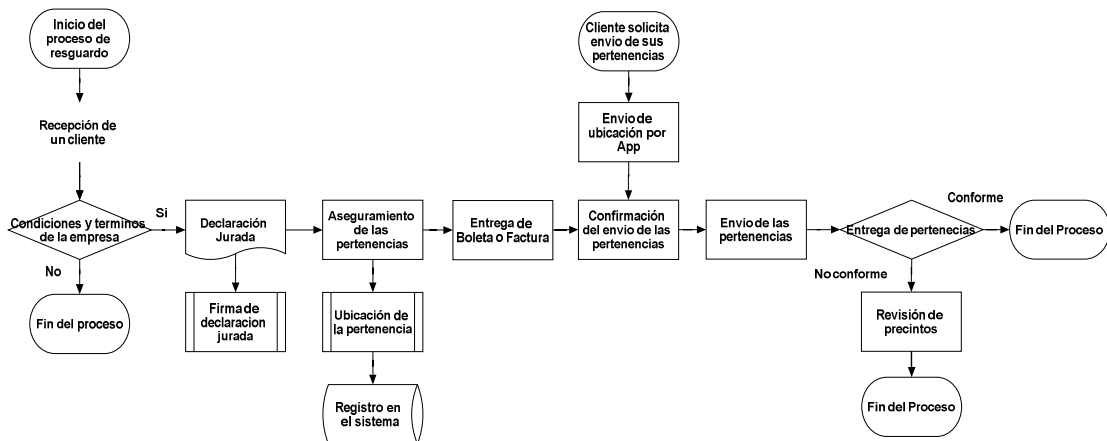 Inicio del
proceso de
resguardo
Recepción de
un cliente
Condiciones y terminos
de la empresa
Si
No
Fin del proceso
Declaración
Jurada
Firma de
declaracion
jurada
Aseguramiento
de las
pertenencias
Ubicación de
la pertenencia
Registro en
el sistema
Entrega de
Boleta o Factura
Cliente solicita
envio de sus
pertenencias
Envio de
ubicación por
App
Confirmación
del envio de las
pertenencias
Envio de las
pertenencias
Entrega de pertenecias
Conforme
Fin del Proceso
No conforme
Revisión de
precintos
Fin del Proceso